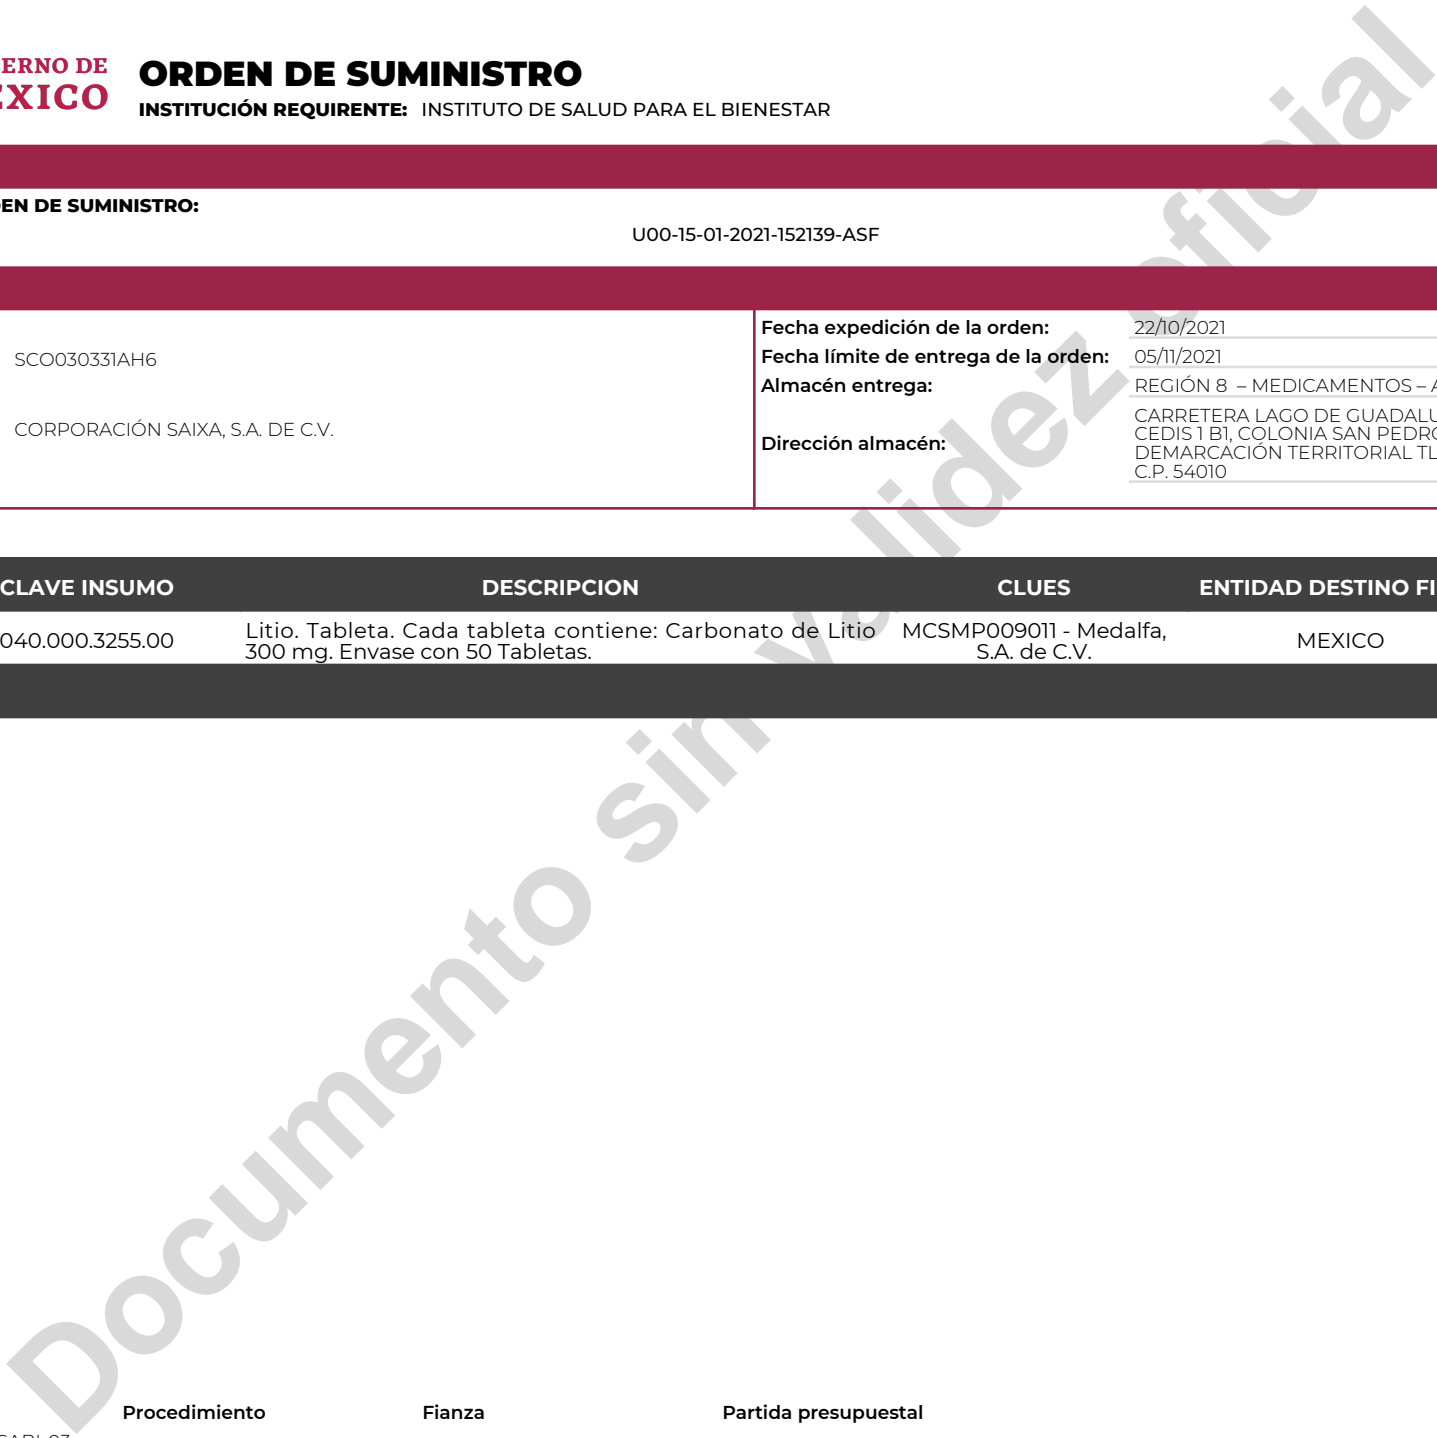 ERNO DE
EXICO
ORDEN DE SUMINISTRO
INSTITUCIÓN REQUIRENTE: INSTITUTO DE SALUD PARA EL BIENESTAR
EN DE SUMINISTRO:
U00-15-01-2021-152139-ASF
SCO030331AH6
CORPORACIÓN SAIXA, S.A. DE C.V.
Fecha expedición de la orden: 22/10/2021
Fecha límite de entrega de la orden: 05/11/2021
Almacén entrega: REGIÓN 8 – MEDICAMENTOS – A
Dirección almacén:
CARRETERA LAGO DE GUADALU
CEDIS 1 B1, COLONIA SAN PEDRO
DEMARCACIÓN TERRITORIAL TL
C.P. 54010
CLAVE INSUMO DESCRIPCION CLUES ENTIDAD DESTINO FI
040.000.3255.00
Litio. Tableta. Cada tableta contiene: Carbonato de Litio
300 mg. Envase con 50 Tabletas.
MCSMP009011 - Medalfa,
S.A. de C.V.
MEXICO
Documento sin validez oficial
Procedimiento Fianza Partida presupuestal